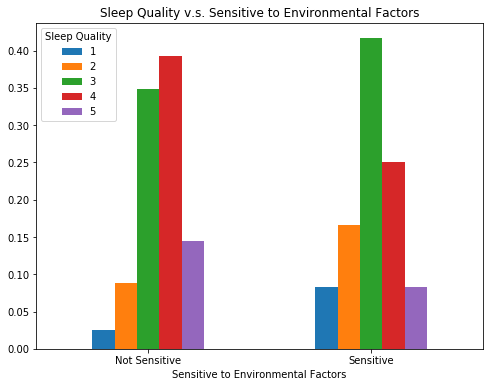 Sleep Quality v.s. Sensitive to Environmental Factors
Sleep Quality
1
2
3
4
5
0.40
0.35
0.30
0.25
0.20
0.15
0.10
0.05
0.00
Not Sensitive
Sensitive
Sensitive to Environmental Factors